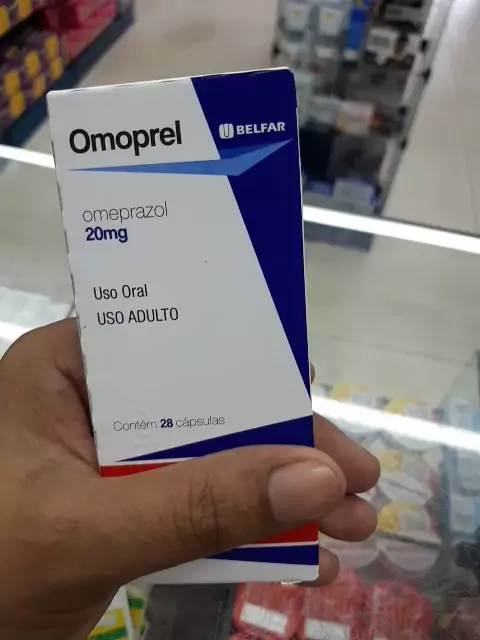 Omoprel
BELFAR
omeprazol
20mg
Uso Oral
USO ADULTO
Contém 28 cápsulas